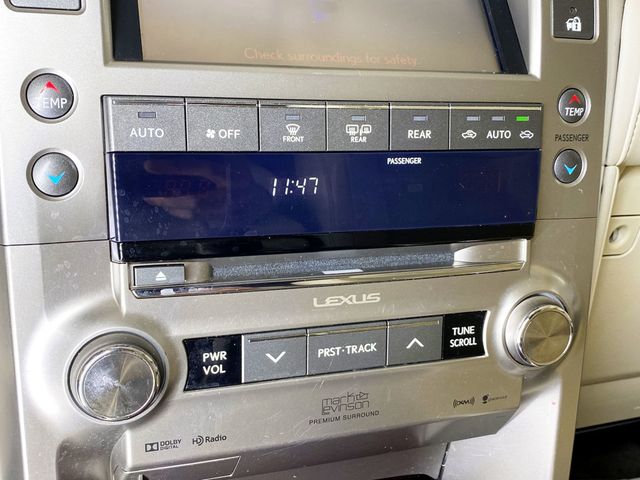 Check surroundings for safety.
TEMP
AUTO
OFF
FRONT
REAR
REAR
AUTO
TEMP
PASSENGER
PASSENGER
11:47
LEXUS
PWR
VOL
PRST·TRACK
TUNE
SCROLL
mark
levinson
PREMIUM SURROUND
DOLBY
HD Radio
XM